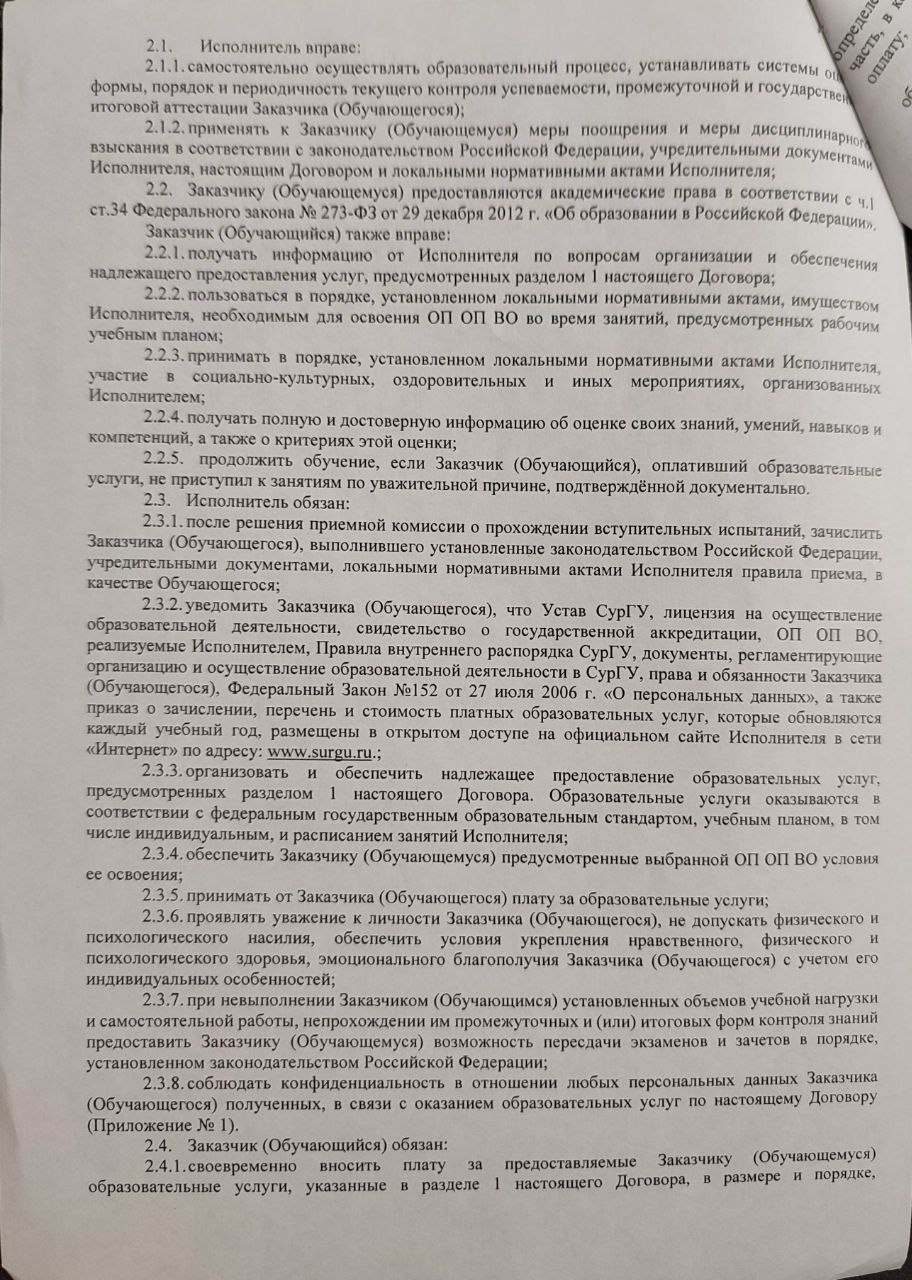 2.1. Исполнитель вправе:
2.1.1. самостоятельно осуществлять образовательный процесс, устанавливать системы
формы, порядок и периодичность текущего контроля успеваемости, промежуточной и государствен
итоговой аттестации Заказчика (Обучающегося);
2.1.2. применять к Заказчику (Обучающемуся) меры поощрения и меры дисциплинарного
взыскания в соответствии с законодательством Российской Федерации, учредительными документами
Исполнителя, настоящим Договором и локальными нормативными актами Исполнителя;
2.2. Заказчику (Обучающемуся) предоставляются академические права в соответствии с ч.1
ст.34 Федерального закона № 273-ФЗ от 29 декабря 2012 г. «Об образовании в Российской Федерации».
Заказчик (Обучающийся) также вправе:
2.2.1. получать информацию от Исполнителя по вопросам организации и обеспечения
надлежащего предоставления услуг, предусмотренных разделом 1 настоящего Договора;
2.2.2. пользоваться в порядке, установленном локальными нормативными актами, имуществом
Исполнителя, необходимым для освоения ОП ОП ВО во время занятий, предусмотренных рабочим
учебным планом;
2.2.3. принимать в порядке, установленном локальными нормативными актами Исполнителя,
участие в социально-культурных, оздоровительных и иных мероприятиях, организованных
Исполнителем;
2.2.4. получать полную и достоверную информацию об оценке своих знаний, умений, навыков и
компетенций, а также о критериях этой оценки;
2.2.5. продолжить обучение, если Заказчик (Обучающийся), оплативший образовательные
услуги, не приступил к занятиям по уважительной причине, подтверждённой документально.
2.3. Исполнитель обязан:
2.3.1. после решения приемной комиссии о прохождении вступительных испытаний, зачислить
Заказчика (Обучающегося), выполнившего установленные законодательством Российской Федерации,
учредительными документами, локальными нормативными актами Исполнителя правила приема, в
качестве Обучающегося;
2.3.2. уведомить Заказчика (Обучающегося), что Устав СурГУ, лицензия на осуществление
образовательной деятельности, свидетельство о государственной аккредитации, ОП ОП ВО,
реализуемые Исполнителем, Правила внутреннего распорядка СурГУ, документы, регламентирующие
организацию и осуществление образовательной деятельности в СурГУ, права и обязанности Заказчика
(Обучающегося), Федеральный Закон №152 от 27 июля 2006 г. «О персональных данных», а также
приказ о зачислении, перечень и стоимость платных образовательных услуг, которые обновляются
каждый учебный год, размещены в открытом доступе на официальном сайте Исполнителя в сети
«Интернет» по адресу: www.surgu.ru.;
2.3.3. организовать и обеспечить надлежащее предоставление образовательных услуг,
предусмотренных разделом 1 настоящего Договора. Образовательные услуги оказываются в
соответствии с федеральным государственным образовательным стандартом, учебным планом, в том
числе индивидуальным, и расписанием занятий Исполнителя;
2.3.4. обеспечить Заказчику (Обучающемуся) предусмотренные выбранной ОП ОП ВО условия
ее освоения;
2.3.5. принимать от Заказчика (Обучающегося) плату за образовательные услуги;
2.3.6. проявлять уважение к личности Заказчика (Обучающегося), не допускать физического и
психологического насилия, обеспечить условия укрепления нравственного, физического и
психологического здоровья, эмоционального благополучия Заказчика (Обучающегося) с учетом его
индивидуальных особенностей;
2.3.7. при невыполнении Заказчиком (Обучающимся) установленных объемов учебной нагрузки
и самостоятельной работы, непрохождении им промежуточных и (или) итоговых форм контроля знаний
предоставить Заказчику (Обучающемуся) возможность пересдачи экзаменов и зачетов в порядке,
установленном законодательством Российской Федерации;
2.3.8. соблюдать конфиденциальность в отношении любых персональных данных Заказчика
(Обучающегося) полученных, в связи с оказанием образовательных услуг по настоящему Договору
(Приложение № 1).
2.4. Заказчик (Обучающийся) обязан:
2.4.1. своевременно вносить плату за предоставляемые Заказчику (Обучающемуся)
образовательные услуги, указанные в разделе 1 настоящего Договора, в размере и порядке,
часть, в
оплату;